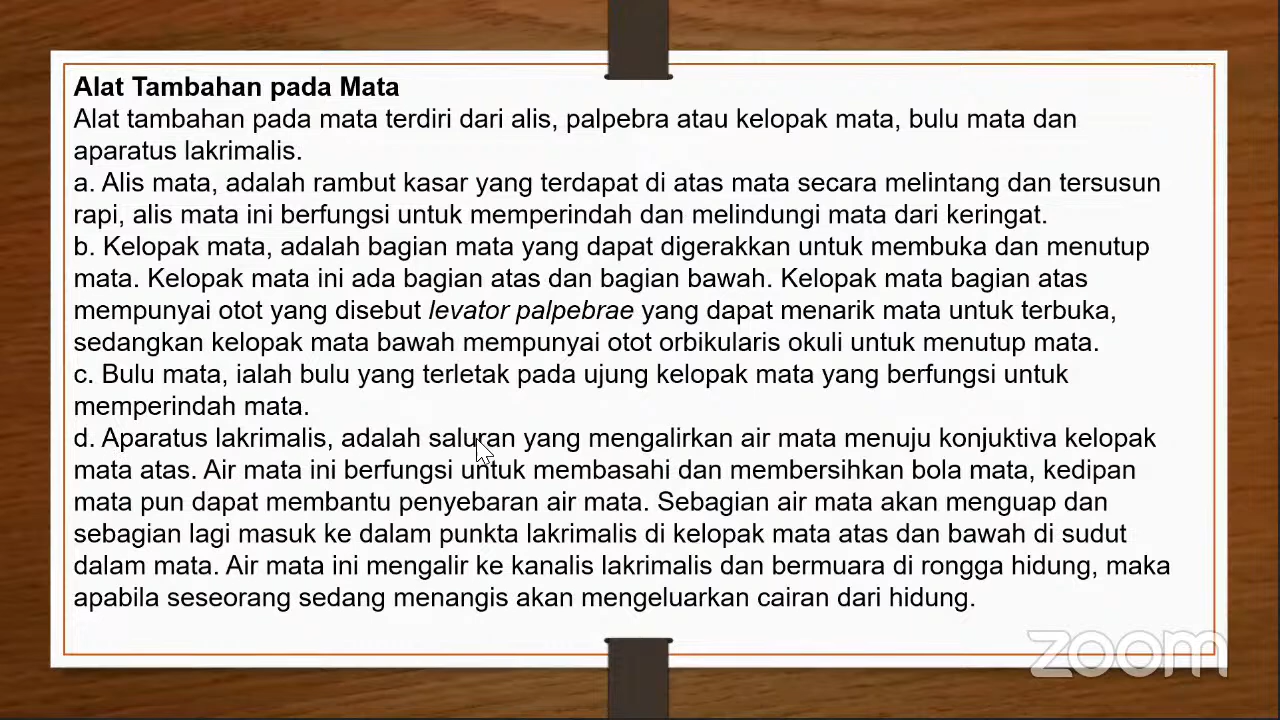 Alat Tambahan pada Mata
Alat tambahan pada mata terdiri dari alis, palpebra atau kelopak mata, bulu mata dan
aparatus lakrimalis.
a. Alis mata, adalah rambut kasar yang terdapat di atas mata secara melintang dan tersusun
rapi, alis mata ini berfungsi untuk memperindah dan melindungi mata dari keringat.
b. Kelopak mata, adalah bagian mata yang dapat digerakkan untuk membuka dan menutup
mata. Kelopak mata ini ada bagian atas dan bagian bawah. Kelopak mata bagian atas
mempunyai otot yang disebut levator palpebrae yang dapat menarik mata untuk terbuka,
sedangkan kelopak mata bawah mempunyai otot orbikularis okuli untuk menutup mata.
c. Bulu mata, ialah bulu yang terletak pada ujung kelopak mata yang berfungsi untuk
memperindah mata.
d. Aparatus lakrimalis, adalah saluran yang mengalirkan air mata menuju konjuktiva kelopak
mata atas. Air mata ini berfungsi untuk membasahi dan membersihkan bola mata, kedipan
mata pun dapat membantu penyebaran air mata. Sebagian air mata akan menguap dan
sebagian lagi masuk ke dalam punkta lakrimalis di kelopak mata atas dan bawah di sudut
dalam mata. Air mata ini mengalir ke kanalis lakrimalis dan bermuara di rongga hidung, maka
apabila seseorang sedang menangis akan mengeluarkan cairan dari hidung.
zoom